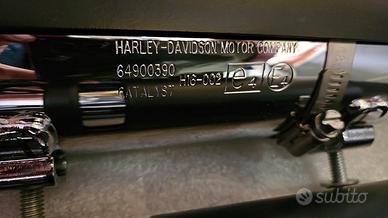 HARLEY-DAVIDSON MOTOR COMPANY
64900390
CATALYST H16-002 e4
subito